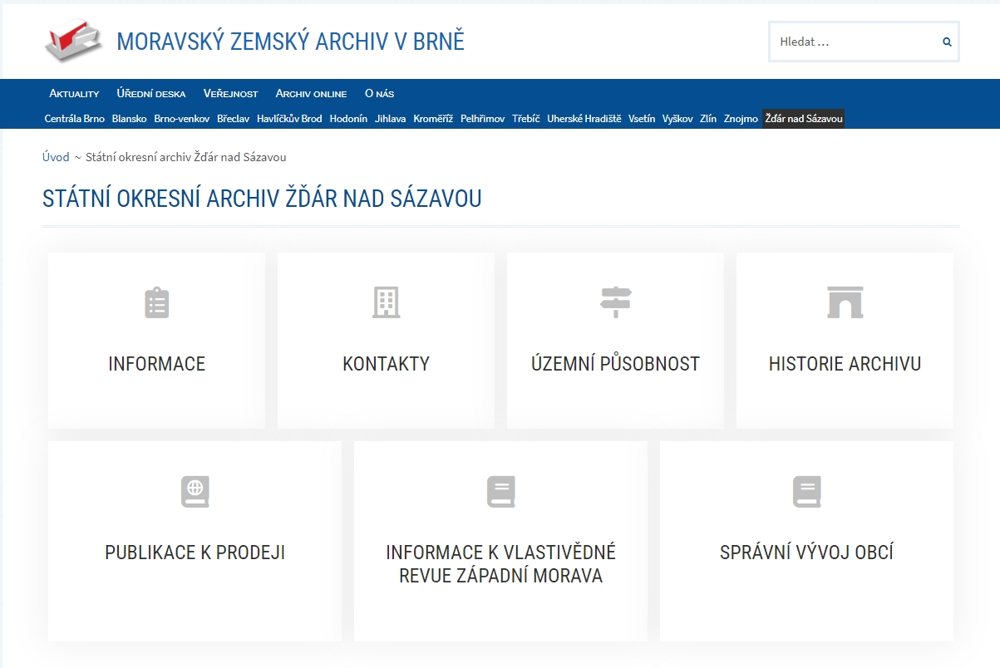 MORAVSKÝ ZEMSKÝ ARCHIV V BRNĚ
Hledat …
Aktuality Úřední deska Veřejnost Archiv online O nás
Centrála Brno Blansko Brno-venkov Břeclav Havlíčkův Brod Hodonín Jihlava Kroměříž Pelhřimov Třebíč Uherské Hradiště Vsetín Vyškov Zlín Znojmo Žďár nad Sázavou
Úvod ~ Státní okresní archiv Žďár nad Sázavou
STÁTNÍ OKRESNÍ ARCHIV ŽĎÁR NAD SÁZAVOU
INFORMACE
KONTAKTY
ÚZEMNÍ PŮSOBNOST
HISTORIE ARCHIVU
PUBLIKACE K PRODEJI
INFORMACE K VLASTIVĚDNÉ
REVUE ZÁPADNÍ MORAVA
SPRÁVNÍ VÝVOJ OBCÍ